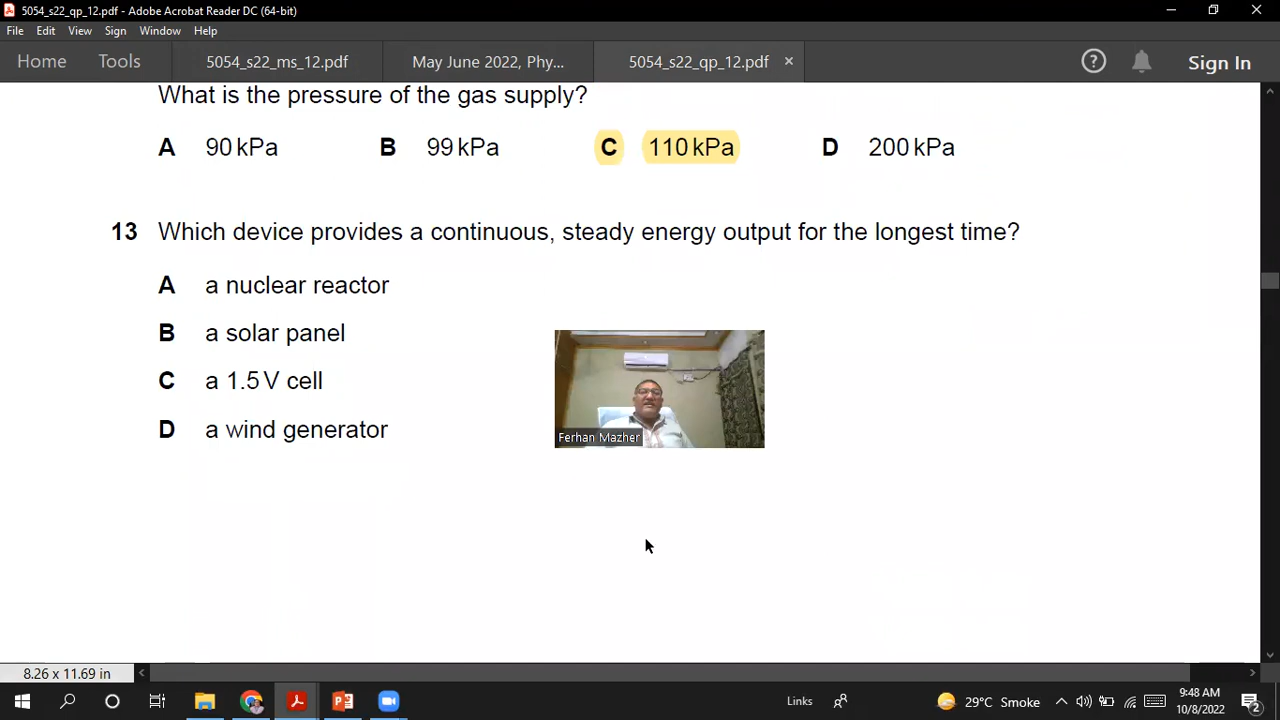 5054_s22_qp_12.pdf - Adobe Acrobat Reader DC (64-bit)
File Edit View Sign Window Help
Home Tools 5054_s22_ms_12.pdf May June 2022, Phy... 5054_s22_qp_12.pdf × ? Sign In
What is the pressure of the gas supply?
A 90 kPa B 99 kPa C 110 kPa D 200 kPa
13 Which device provides a continuous, steady energy output for the longest time?
A a nuclear reactor
B a solar panel
C a 1.5 V cell
D a wind generator
Ferhan Mazher
8.26 x 11.69 in
Links 29°C Smoke 9:48 AM
10/8/2022 2